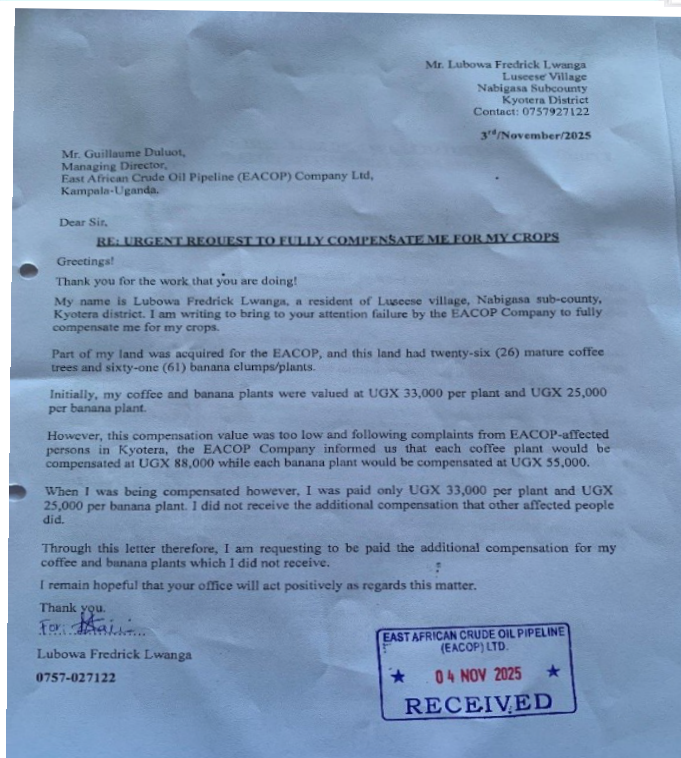 Mr. Lubowa Fredrick Lwanga
Luseese Village
Nabigasa Subcounty
Kyotera District
Contact: 0757927122
3rd/November/2025
Mr. Guillaume Duluot,
Managing Director,
East African Crude Oil Pipeline (EACOP) Company Ltd,
Kampala-Uganda.
Dear Sir,
RE: URGENT REQUEST TO FULLY COMPENSATE ME FOR MY CROPS
Greetings!
Thank you for the work that you are doing!
My name is Lubowa Fredrick Lwanga, a resident of Luseese village, Nabigasa sub-county,
Kyotera district. I am writing to bring to your attention failure by the EACOP Company to fully
compensate me for my crops.
Part of my land was acquired for the EACOP, and this land had twenty-six (26) mature coffee
trees and sixty-one (61) banana clumps/plants.
Initially, my coffee and banana plants were valued at UGX 33,000 per plant and UGX 25,000
per banana plant.
However, this compensation value was too low and following complaints from EACOP-affected
persons in Kyotera, the EACOP Company informed us that each coffee plant would be
compensated at UGX 88,000 while each banana plant would be compensated at UGX 55,000.
When I was being compensated however, I was paid only UGX 33,000 per plant and UGX
25,000 per banana plant. I did not receive the additional compensation that other affected people
did.
Through this letter therefore, I am requesting to be paid the additional compensation for my
coffee and banana plants which I did not receive.
I remain hopeful that your office will act positively as regards this matter.
Thank you.
For:
Lubowa Fredrick Lwanga
0757-027122
EAST AFRICAN CRUDE OIL PIPELINE
(EACOP) LTD.
★ 04 NOV 2025 ★
RECEIVED